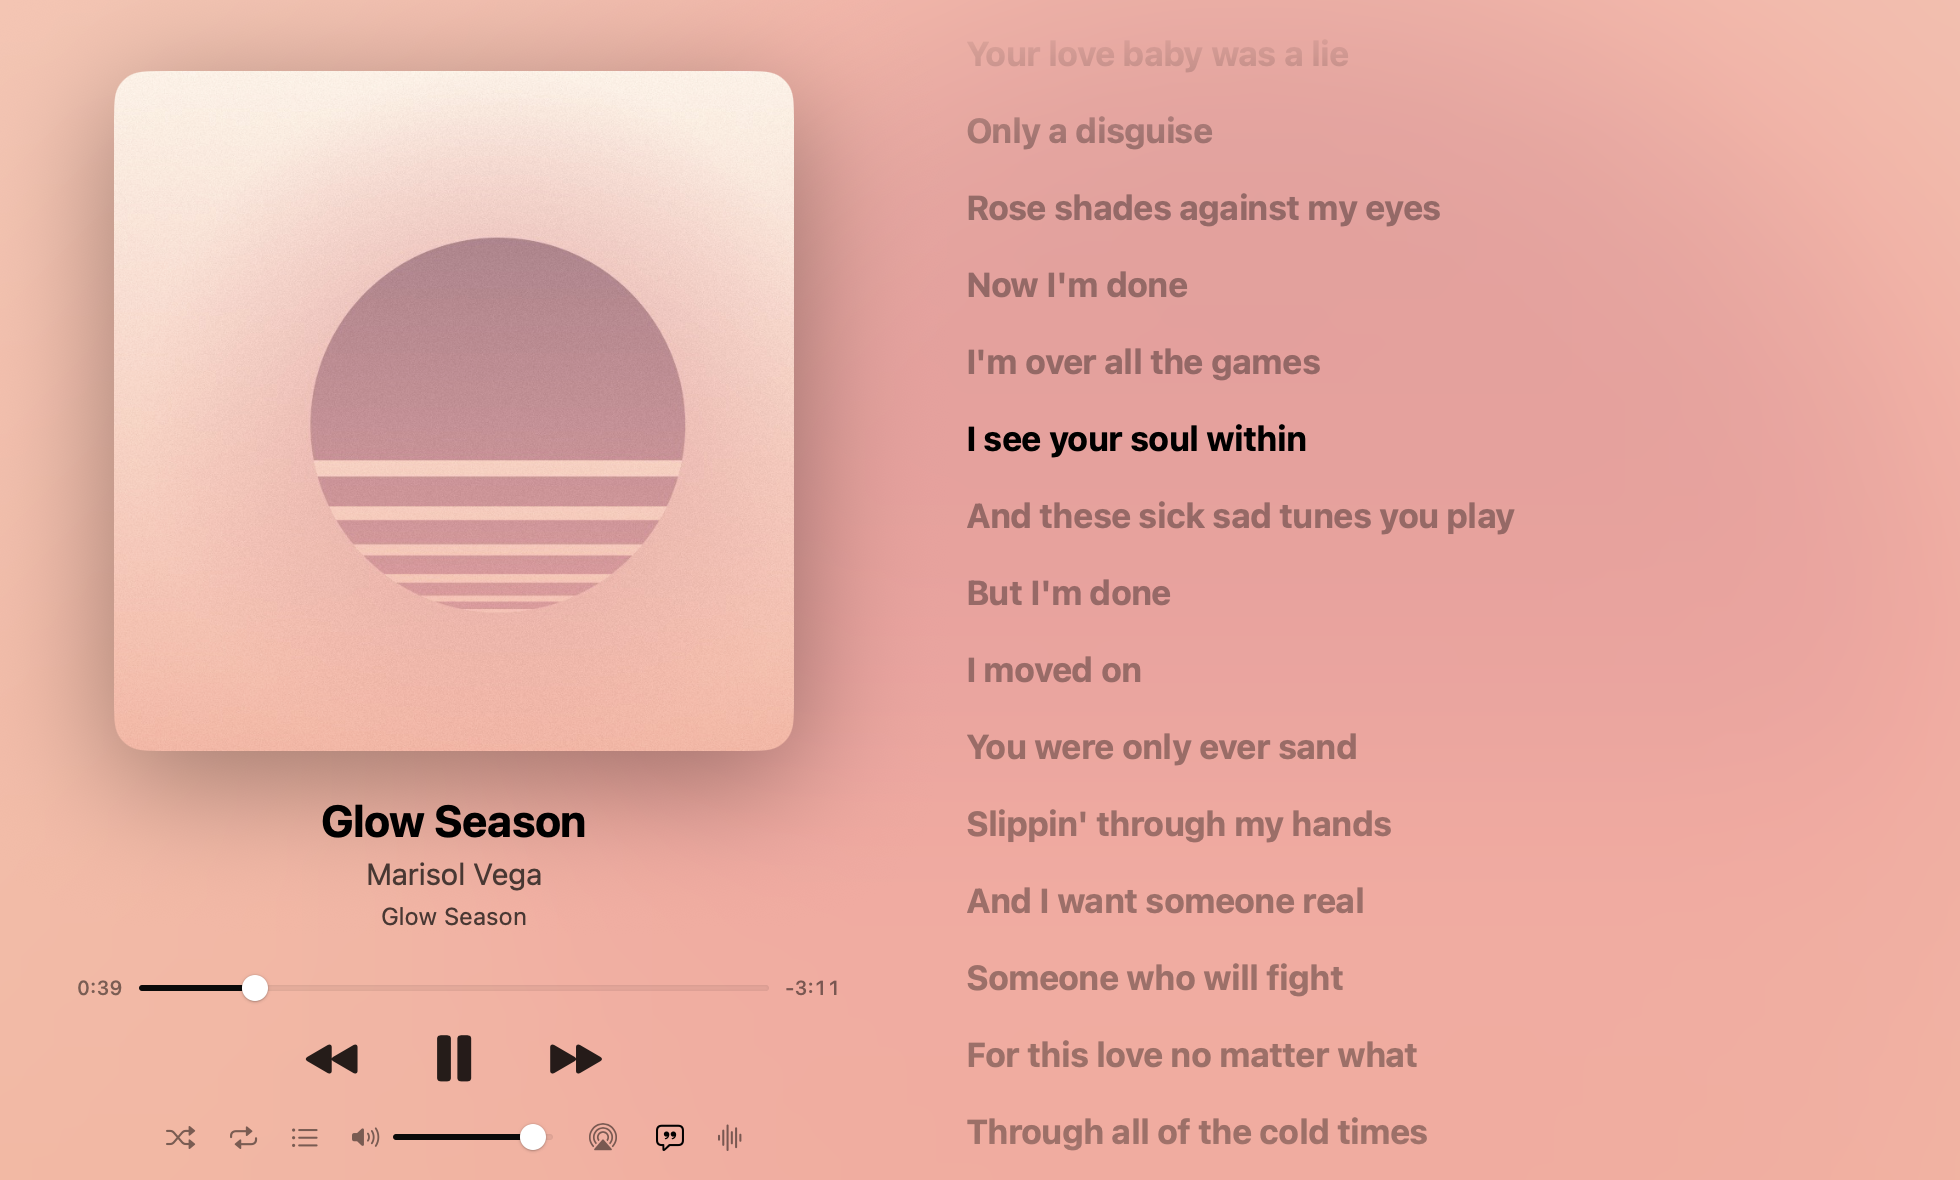 Glow Season
Marisol Vega
Glow Season
0:39
-3:11
Your love baby was a lie
Only a disguise
Rose shades against my eyes
Now I'm done
I'm over all the games
I see your soul within
And these sick sad tunes you play
But I'm done
I moved on
You were only ever sand
Slippin' through my hands
And I want someone real
Someone who will fight
For this love no matter what
Through all of the cold times